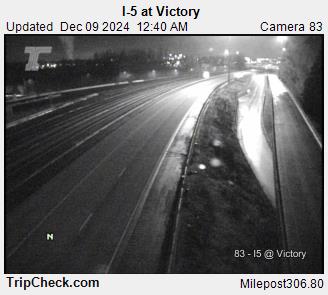 I-5 at Victory
Updated Dec 09 2024 12:40 AM Camera 83
T
N
83 - I5 @ Victory
TripCheck.com Milepost306.80